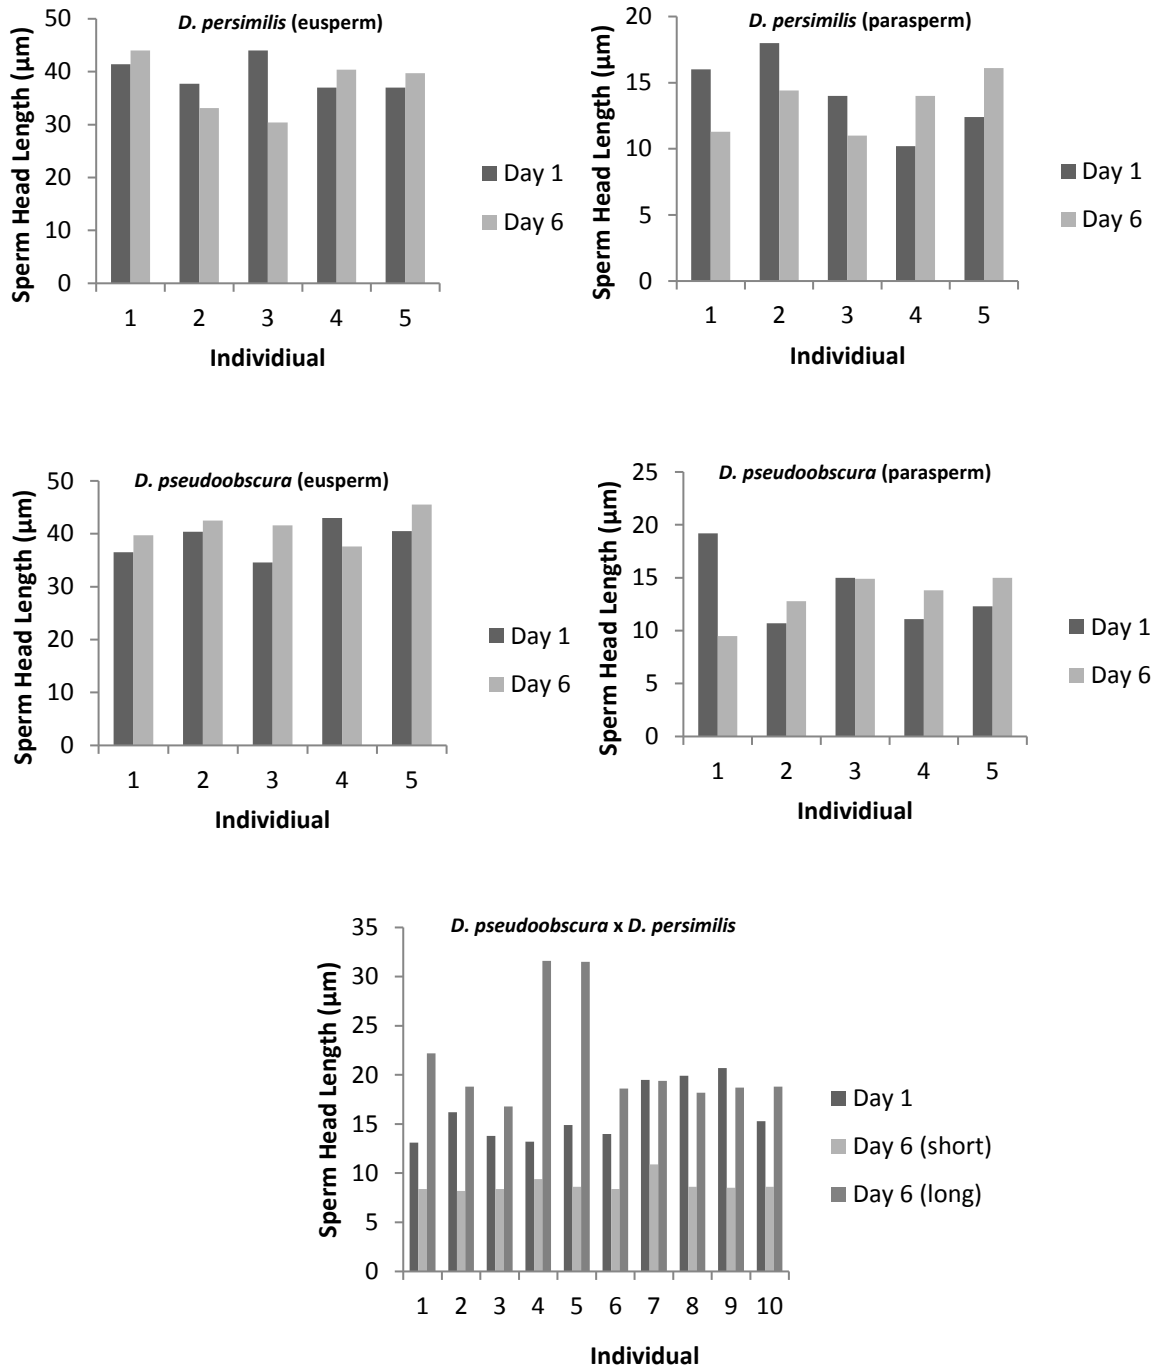 D. persimilis (eusperm)
Sperm Head Length (µm)
50
40
30
20
10
0
1 2 3 4 5
Individiual
Day 1
Day 6
D. persimilis (parasperm)
Sperm Head Length (µm)
20
15
10
5
0
1 2 3 4 5
Individiual
Day 1
Day 6
D. pseudoobscura (eusperm)
Sperm Head Length (µm)
50
40
30
20
10
0
1 2 3 4 5
Individiual
Day 1
Day 6
D. pseudoobscura (parasperm)
Sperm Head Length (µm)
25
20
15
10
5
0
1 2 3 4 5
Individiual
Day 1
Day 6
D. pseudoobscura x D. persimilis
Sperm Head Length (µm)
35
30
25
20
15
10
5
0
1 2 3 4 5 6 7 8 9 10
Individual
Day 1
Day 6 (short)
Day 6 (long)